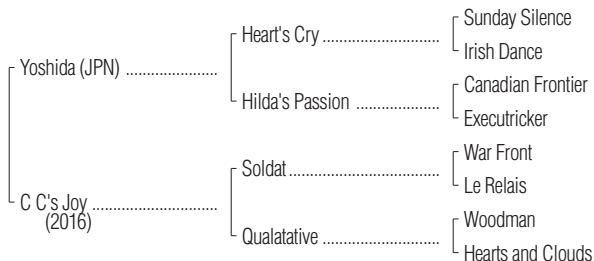 Sunday Silence
Heart's Cry
Irish Dance
Yoshida (JPN)
Canadian Frontier
Hilda's Passion
Executricker
War Front
Soldat
Le Relais
C C's Joy
(2016)
Woodman
Qualatative
Hearts and Clouds